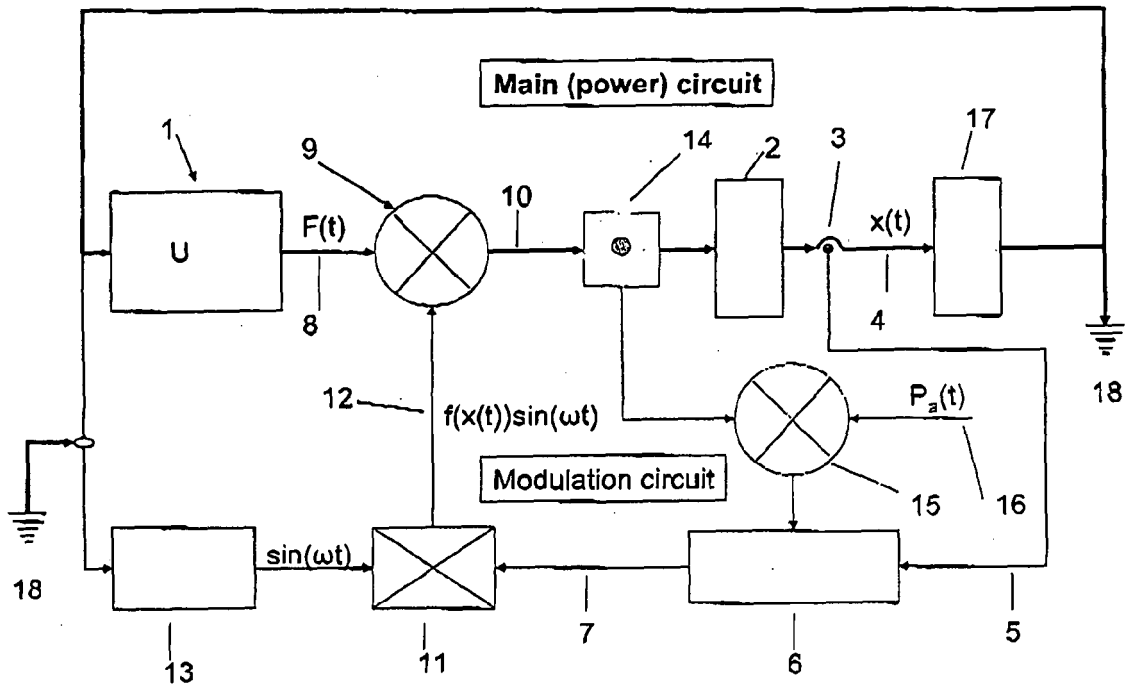 Main (power) circuit
1
9
14
2
3
17
U
F(t)
10
x(t)
8
4
18
12
f(x(t))sin(ωt)
Pa(t)
Modulation circuit
15
16
sin(ωt)
18
13
11
7
6
5